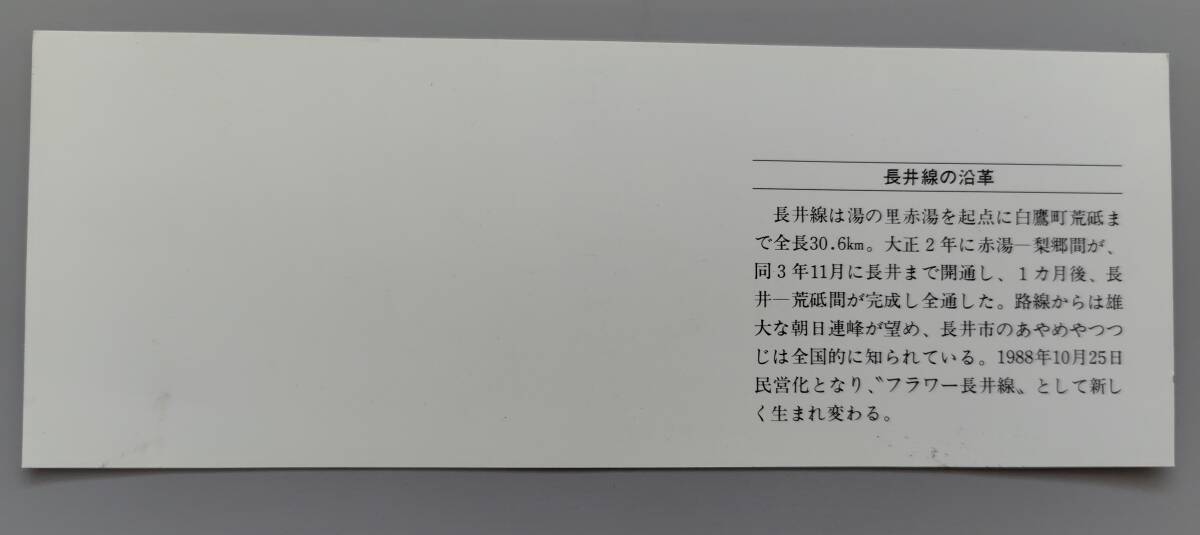 長井線の沿革
長井線は湯の里赤湯を起点に白鷹町荒砥ま
で全長30.6km。大正2年に赤湯―梨郷間が、
同3年11月に長井まで開通し、1カ月後、長
井―荒砥間が完成し全通した。路線からは雄
大な朝日連峰が望め、長井市のあやめやつつ
じは全国的に知られている。1988年10月25日
民営化となり、〝フラワー長井線〟として新し
く生まれ変わる。